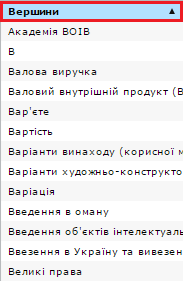 Вершини ▲
Академія ВОІВ
В
Валова виручка
Валовий внутрішній продукт (В
Вар'єте
Вартість
Варіанти винаходу (корисної м
Варіанти художньо-конструкто
Варіація
Введення в оману
Введення об'єктів інтелектуаль
Ввезення в Україну та вивезен
Великі права